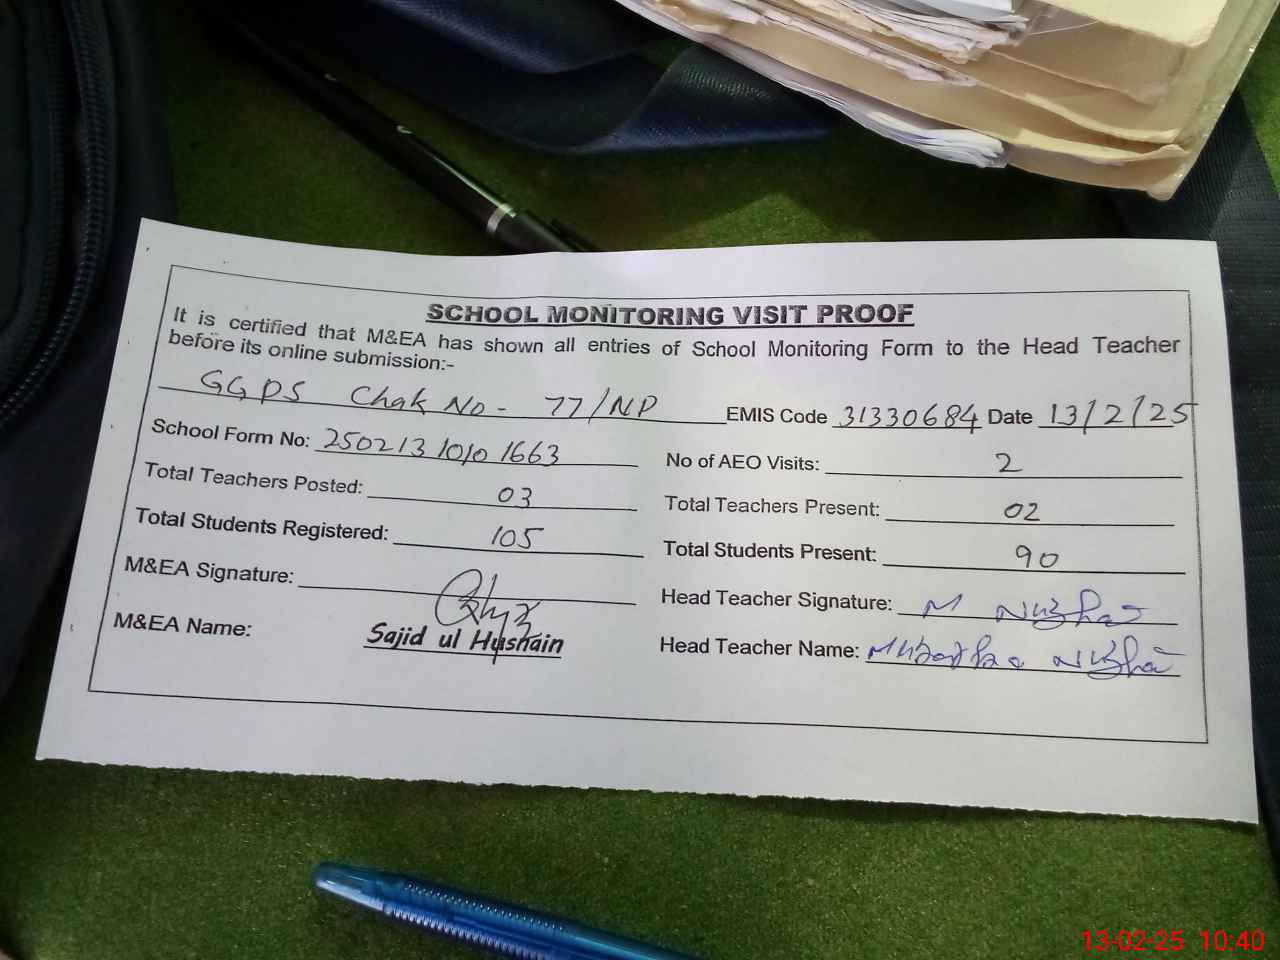 SCHOOL MONITORING VISIT PROOF
It is certified that M&EA has shown all entries of School Monitoring Form to the Head Teacher
before its online submission:-
GGPS Chak No- 77/NP EMIS Code 31330684 Date 13/2/25
School Form No: 25021310101663 No of AEO Visits: 2
Total Teachers Posted: 03 Total Teachers Present: 02
Total Students Registered: 105 Total Students Present: 90
M&EA Signature: Head Teacher Signature: M
M&EA Name: Sajid ul Husnain Head Teacher Name:
13-02-25 10:40